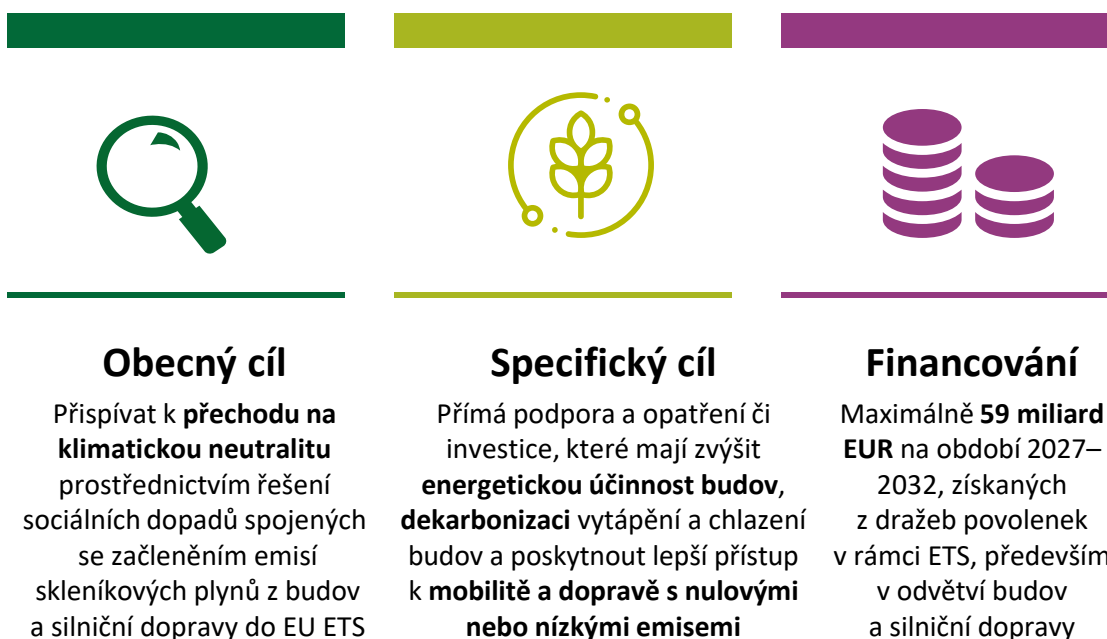 Obecný cíl
Přispívat k přechodu na
klimatickou neutralitu
prostřednictvím řešení
sociálních dopadů spojených
se začleněním emisí
skleníkových plynů z budov
a silniční dopravy do EU ETS
Specifický cíl
Přímá podpora a opatření či
investice, které mají zvýšit
energetickou účinnost budov,
dekarbonizaci vytápění a chlazení
budov a poskytnout lepší přístup
k mobilitě a dopravě s nulovými
nebo nízkými emisemi
Financování
Maximálně 59 miliard
EUR na období 2027–
2032, získaných
z dražeb povolenek
v rámci ETS, především
v odvětví budov
a silniční dopravy